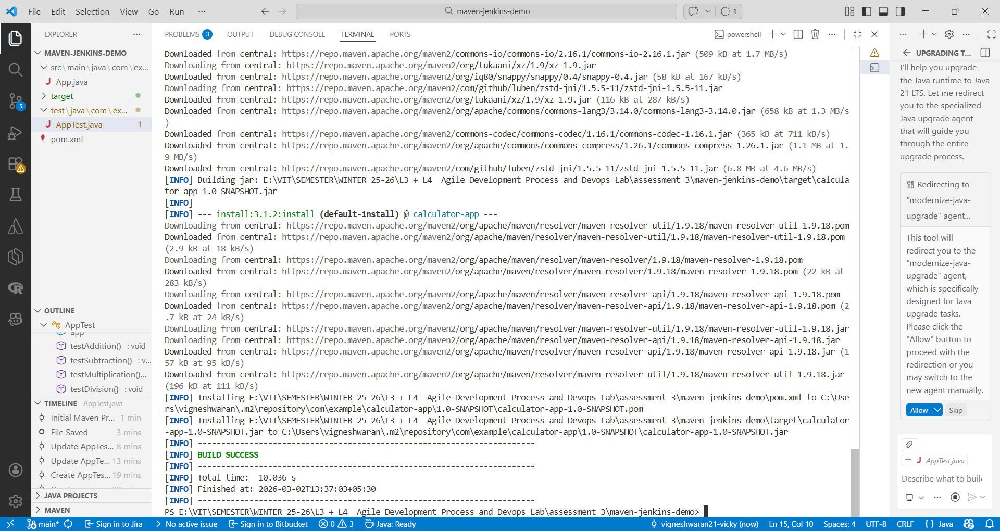 File Edit Selection View Go Run ···
maven-jenkins-demo
1
EXPLORER ···
MAVEN-JENKINS-DEMO
src\main\java\com\ex...
J App.java
target
test\java\com\ex...
J AppTest.java 1
pom.xml
5
OUTLINE
AppTest
app
testAddition() : void
testSubtraction() : v...
testMultiplication()...
testDivision() : void
TIMELINE AppTest.java
Initial Maven Pr... 1 min
File Saved 3 mins
Update AppTes... 8 mins
Update AppTe... 13 mins
Create AppTes... 19 mins
JAVA PROJECTS
MAVEN
PROBLEMS 3 OUTPUT DEBUG CONSOLE TERMINAL PORTS
powershell
Downloaded from central: https://repo.maven.apache.org/maven2/commons-io/commons-io/2.16.1/commons-io-2.16.1.jar (509 kB at 1.7 MB/s)
Downloading from central: https://repo.maven.apache.org/maven2/org/tukaani/xz/1.9/xz-1.9.jar
Downloaded from central: https://repo.maven.apache.org/maven2/org/iq80/snappy/snappy/0.4/snappy-0.4.jar (58 kB at 167 kB/s)
Downloading from central: https://repo.maven.apache.org/maven2/com/github/luben/zstd-jni/1.5.5-11/zstd-jni-1.5.5-11.jar
Downloaded from central: https://repo.maven.apache.org/maven2/org/tukaani/xz/1.9/xz-1.9.jar (116 kB at 287 kB/s)
Downloaded from central: https://repo.maven.apache.org/maven2/org/apache/commons/commons-lang3/3.14.0/commons-lang3-3.14.0.jar (658 kB at 1.3 MB/s
)
Downloaded from central: https://repo.maven.apache.org/maven2/commons-codec/commons-codec/1.16.1/commons-codec-1.16.1.jar (365 kB at 711 kB/s)
Downloaded from central: https://repo.maven.apache.org/maven2/org/apache/commons/commons-compress/1.26.1/commons-compress-1.26.1.jar (1.1 MB at 1.
9 MB/s)
Downloaded from central: https://repo.maven.apache.org/maven2/com/github/luben/zstd-jni/1.5.5-11/zstd-jni-1.5.5-11.jar (6.8 MB at 4.6 MB/s)
[INFO] Building jar: E:\VIT\SEMESTER\WINTER 25-26\L3 + L4  Agile Development Process and Devops Lab\assessment 3\maven-jenkins-demo\target\calcula
tor-app-1.0-SNAPSHOT.jar
[INFO]
[INFO] --- install:3.1.2:install (default-install) @ calculator-app ---
Downloading from central: https://repo.maven.apache.org/maven2/org/apache/maven/resolver/maven-resolver-util/1.9.18/maven-resolver-util-1.9.18.pom
Downloaded from central: https://repo.maven.apache.org/maven2/org/apache/maven/resolver/maven-resolver-util/1.9.18/maven-resolver-util-1.9.18.pom
(2.9 kB at 18 kB/s)
Downloading from central: https://repo.maven.apache.org/maven2/org/apache/maven/resolver/maven-resolver/1.9.18/maven-resolver-1.9.18.pom
Downloaded from central: https://repo.maven.apache.org/maven2/org/apache/maven/resolver/maven-resolver/1.9.18/maven-resolver-1.9.18.pom (22 kB at
283 kB/s)
Downloading from central: https://repo.maven.apache.org/maven2/org/apache/maven/resolver/maven-resolver-api/1.9.18/maven-resolver-api-1.9.18.pom
Downloaded from central: https://repo.maven.apache.org/maven2/org/apache/maven/resolver/maven-resolver-api/1.9.18/maven-resolver-api-1.9.18.pom (2
.7 kB at 24 kB/s)
Downloading from central: https://repo.maven.apache.org/maven2/org/apache/maven/resolver/maven-resolver-util/1.9.18/maven-resolver-util-1.9.18.jar
Downloading from central: https://repo.maven.apache.org/maven2/org/apache/maven/resolver/maven-resolver-api/1.9.18/maven-resolver-api-1.9.18.jar
Downloaded from central: https://repo.maven.apache.org/maven2/org/apache/maven/resolver/maven-resolver-api/1.9.18/maven-resolver-api-1.9.18.jar (1
57 kB at 95 kB/s)
Downloaded from central: https://repo.maven.apache.org/maven2/org/apache/maven/resolver/maven-resolver-util/1.9.18/maven-resolver-util-1.9.18.jar
(196 kB at 111 kB/s)
[INFO] Installing E:\VIT\SEMESTER\WINTER 25-26\L3 + L4  Agile Development Process and Devops Lab\assessment 3\maven-jenkins-demo\pom.xml to C:\Use
rs\vigneshwaran\.m2\repository\com\example\calculator-app\1.0-SNAPSHOT\calculator-app-1.0-SNAPSHOT.pom
[INFO] Installing E:\VIT\SEMESTER\WINTER 25-26\L3 + L4  Agile Development Process and Devops Lab\assessment 3\maven-jenkins-demo\target\calculator
-app-1.0-SNAPSHOT.jar to C:\Users\vigneshwaran\.m2\repository\com\example\calculator-app\1.0-SNAPSHOT\calculator-app-1.0-SNAPSHOT.jar
[INFO] ------------------------------------------------------------------------
[INFO] BUILD SUCCESS
[INFO] ------------------------------------------------------------------------
[INFO] Total time:  10.036 s
[INFO] Finished at: 2026-03-02T13:37:03+05:30
[INFO] ------------------------------------------------------------------------
PS E:\VIT\SEMESTER\WINTER 25-26\L3 + L4  Agile Development Process and Devops Lab\assessment 3\maven-jenkins-demo>
UPGRADING T...
I'll help you upgrade
the Java runtime to Java
21 LTS. Let me redirect
you to the specialized
Java upgrade agent
that will guide you
through the entire
upgrade process.
Redirecting to
"modernize-java-
upgrade" agent...
This tool will
redirect you to the
"modernize-java-
upgrade" agent,
which is specifically
designed for Java
upgrade tasks.
Please click the
"Allow" button to
proceed with the
redirection or you
may switch to the
new agent manually.
Allow Skip
+ J AppTest.java
Describe what to build
main* Sign in to Jira No active issue Sign in to Bitbucket 0 3 Java: Ready
vigneshwaran21-vicky (now) Ln 15, Col 10 Spaces: 4 UTF-8 CRLF {} Java